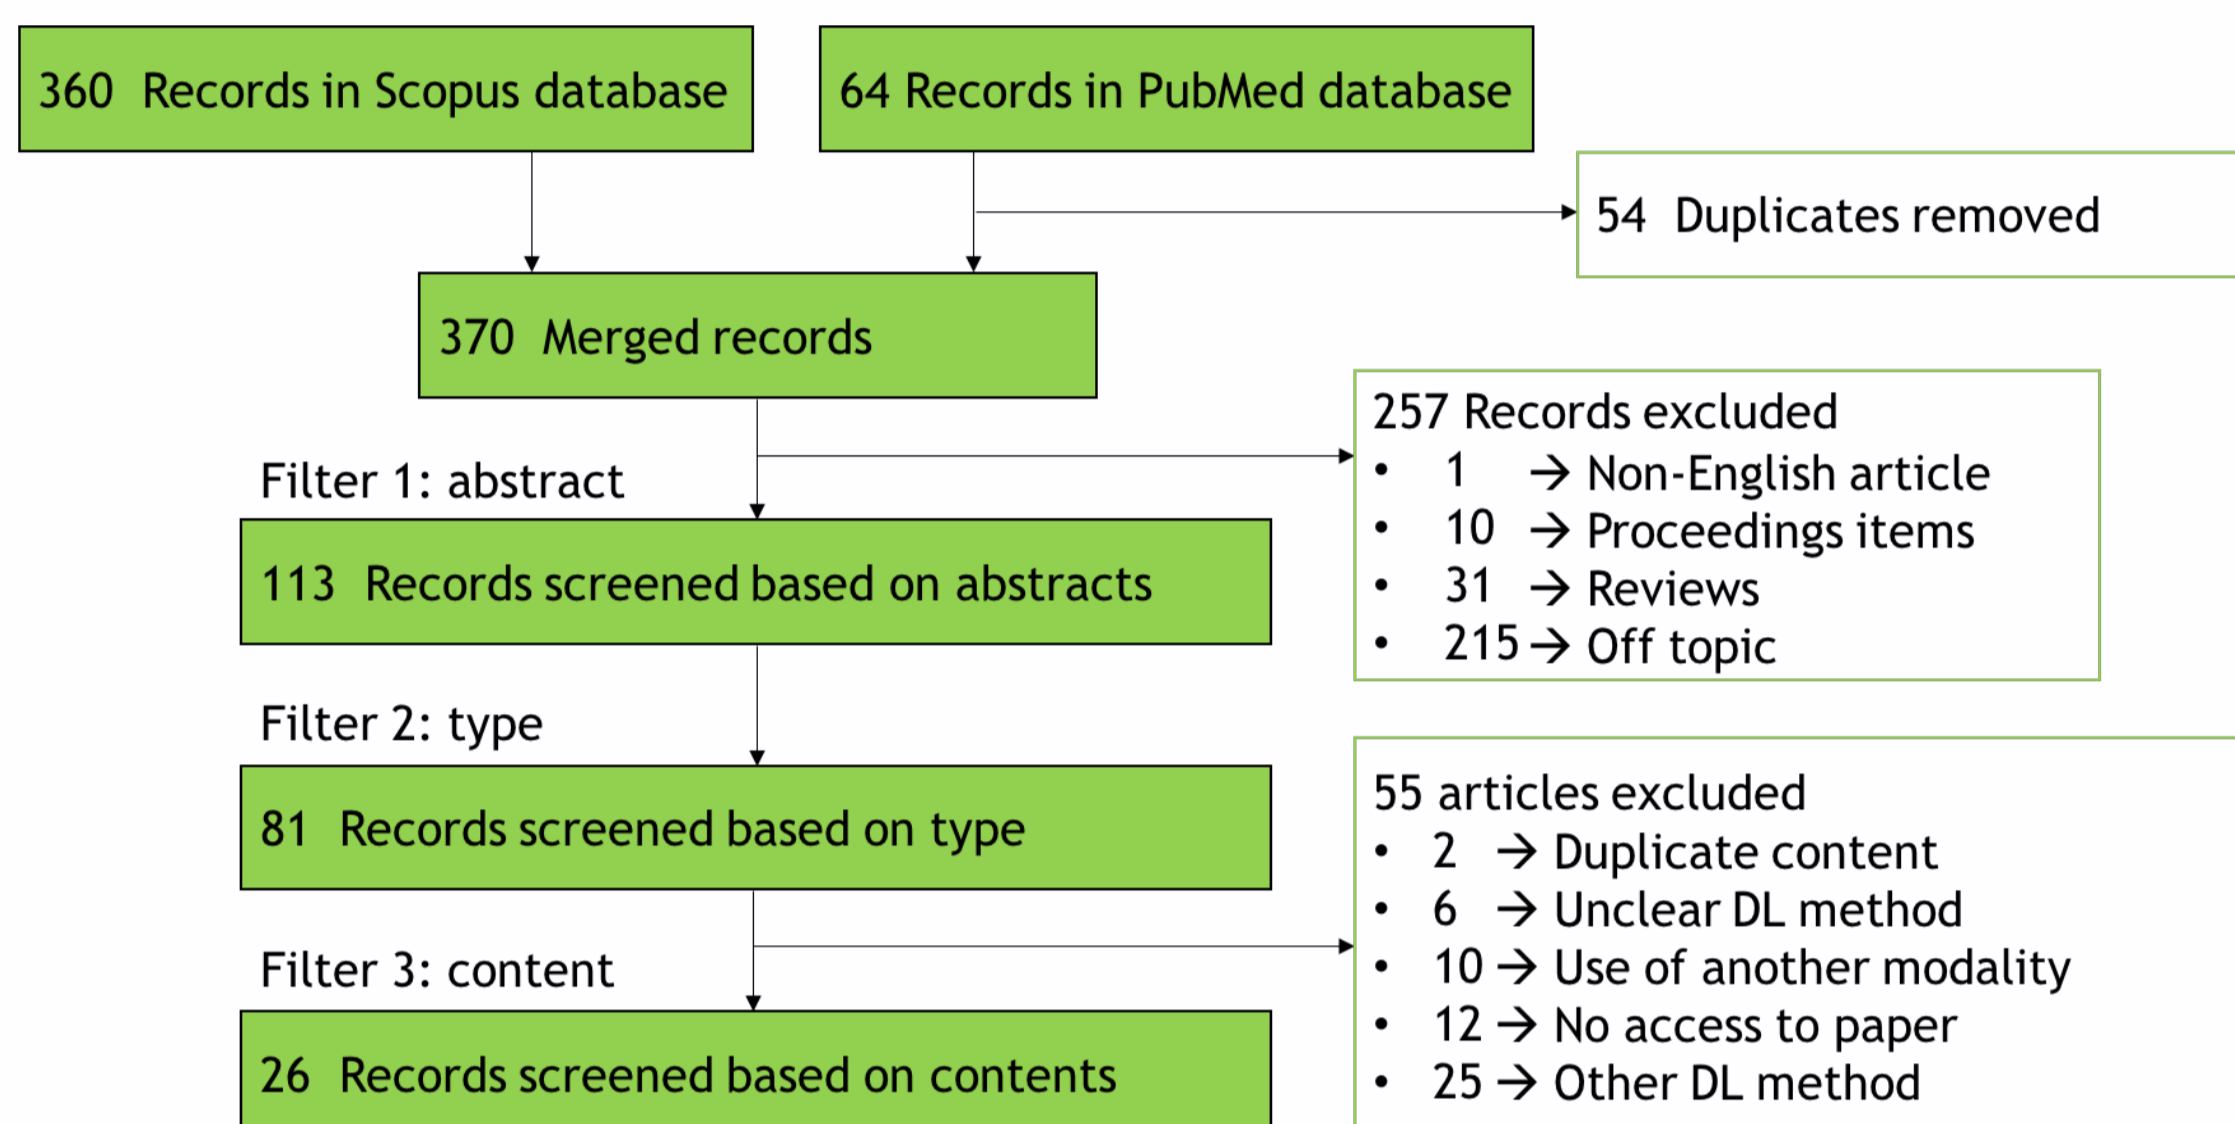 360 Records in Scopus database
64 Records in PubMed database
54 Duplicates removed
370 Merged records
257 Records excluded
• 1 → Non-English article
• 10 → Proceedings items
• 31 → Reviews
• 215 → Off topic
Filter 1: abstract
113 Records screened based on abstracts
Filter 2: type
81 Records screened based on type
55 articles excluded
• 2 → Duplicate content
• 6 → Unclear DL method
• 10 → Use of another modality
• 12 → No access to paper
• 25 → Other DL method
Filter 3: content
26 Records screened based on contents